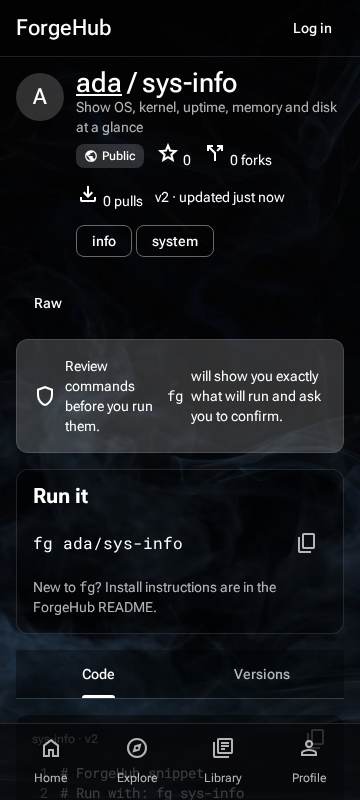 ForgeHub
Log in
A
ada / sys-info
Show OS, kernel, uptime, memory and disk
at a glance
Public
0
0 forks
0 pulls
v2 · updated just now
info
system
Raw
Review
commands
before you run
them.
fg
will show you exactly
what will run and ask
you to confirm.
Run it
fg ada/sys-info
New to fg? Install instructions are in the
ForgeHub README.
Code
Versions
sys-info · v2
1 # ForgeHub snippet
2 # Run with: fg sys-info
Home
Explore
Library
Profile